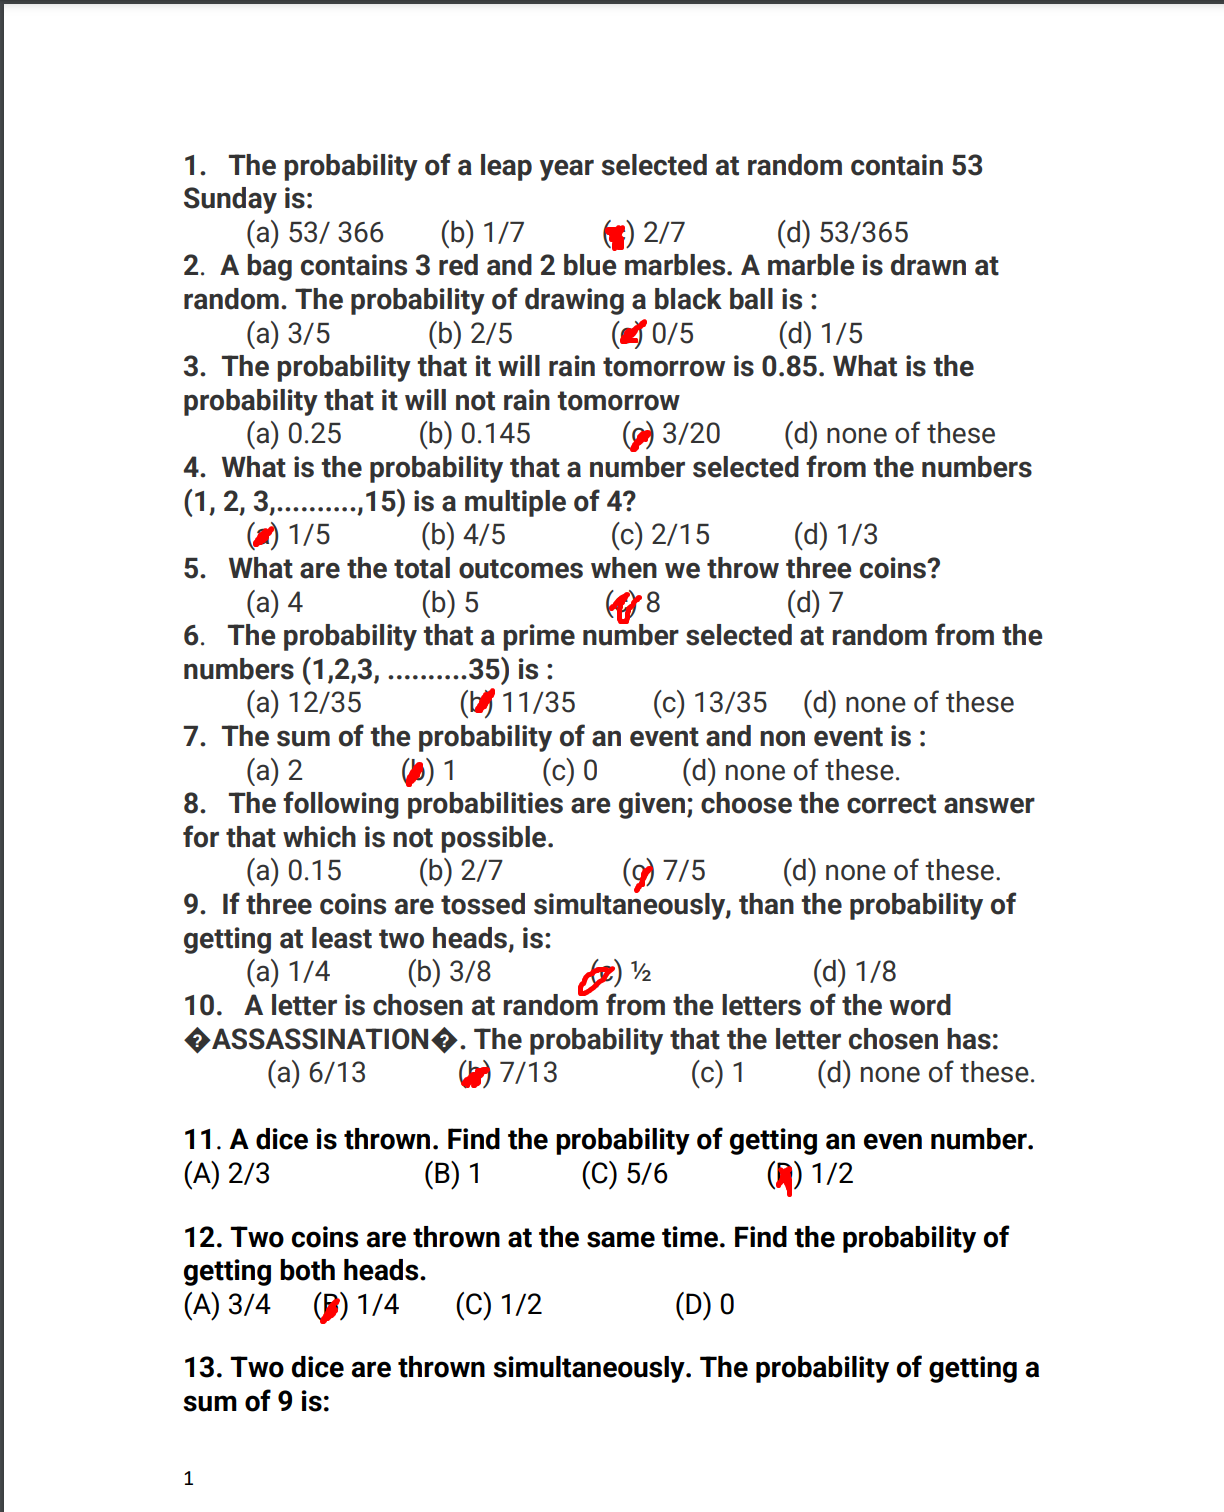 1. The probability of a leap year selected at random contain 53
Sunday is:
(a) 53/ 366 (b) 1/7 (c) 2/7 (d) 53/365
2. A bag contains 3 red and 2 blue marbles. A marble is drawn at
random. The probability of drawing a black ball is :
(a) 3/5 (b) 2/5 (c) 0/5 (d) 1/5
3. The probability that it will rain tomorrow is 0.85. What is the
probability that it will not rain tomorrow
(a) 0.25 (b) 0.145 (c) 3/20 (d) none of these
4. What is the probability that a number selected from the numbers
(1, 2, 3,..........,15) is a multiple of 4?
(a) 1/5 (b) 4/5 (c) 2/15 (d) 1/3
5. What are the total outcomes when we throw three coins?
(a) 4 (b) 5 (c) 8 (d) 7
6. The probability that a prime number selected at random from the
numbers (1,2,3, ..........35) is :
(a) 12/35 (b) 11/35 (c) 13/35 (d) none of these
7. The sum of the probability of an event and non event is :
(a) 2 (b) 1 (c) 0 (d) none of these.
8. The following probabilities are given; choose the correct answer
for that which is not possible.
(a) 0.15 (b) 2/7 (c) 7/5 (d) none of these.
9. If three coins are tossed simultaneously, than the probability of
getting at least two heads, is:
(a) 1/4 (b) 3/8 (c) ½ (d) 1/8
10. A letter is chosen at random from the letters of the word
�ASSASSINATION�. The probability that the letter chosen has:
(a) 6/13 (b) 7/13 (c) 1 (d) none of these.
11. A dice is thrown. Find the probability of getting an even number.
(A) 2/3 (B) 1 (C) 5/6 (D) 1/2
12. Two coins are thrown at the same time. Find the probability of
getting both heads.
(A) 3/4 (B) 1/4 (C) 1/2 (D) 0
13. Two dice are thrown simultaneously. The probability of getting a
sum of 9 is:
1